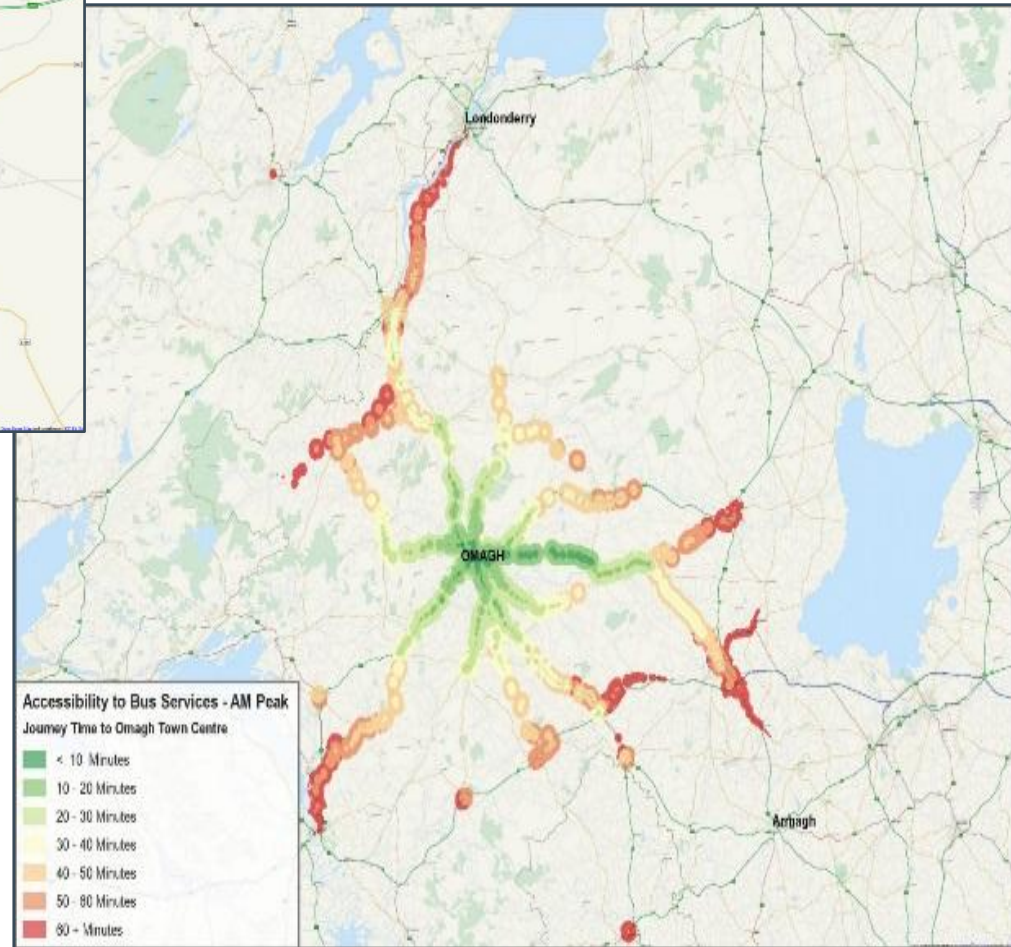 Londonderry
OMAGH
Armagh
Accessibility to Bus Services - AM Peak
Journey Time to Omagh Town Centre
< 10 Minutes
10 - 20 Minutes
20 - 30 Minutes
30 - 40 Minutes
40 - 50 Minutes
50 - 60 Minutes
60 + Minutes